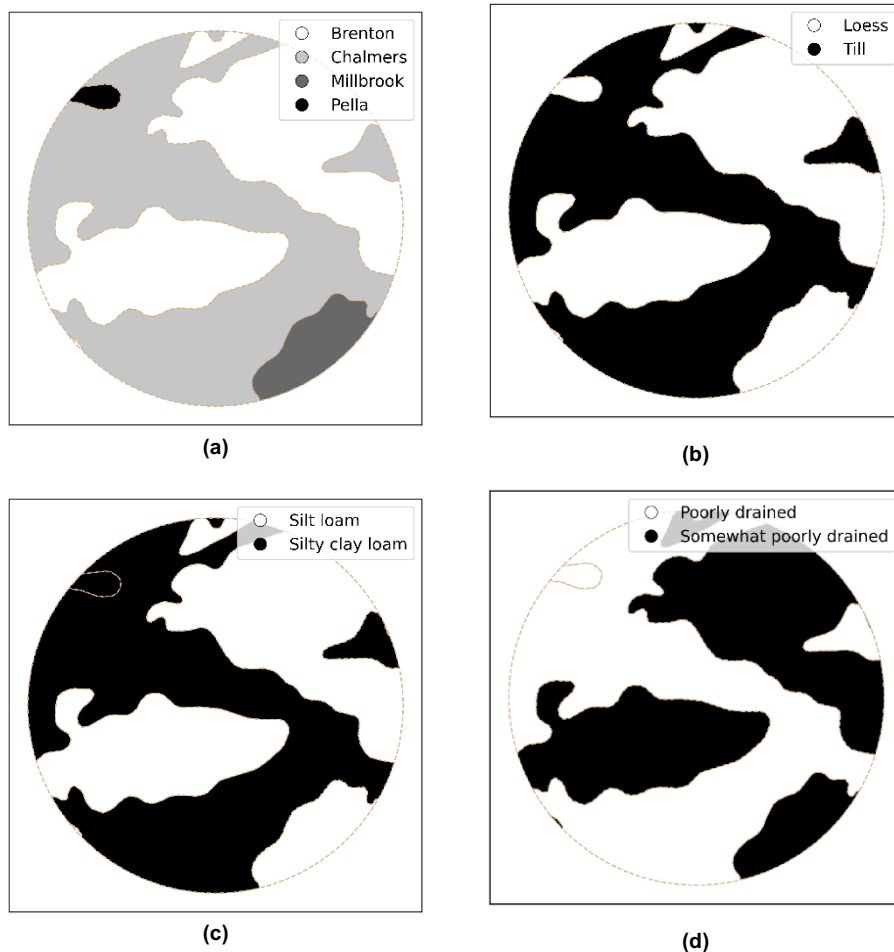 Brenton
Chalmers
Millbrook
Pella
(a)
Loess
Till
(b)
Silt loam
Silty clay loam
(c)
Poorly drained
Somewhat poorly drained
(d)